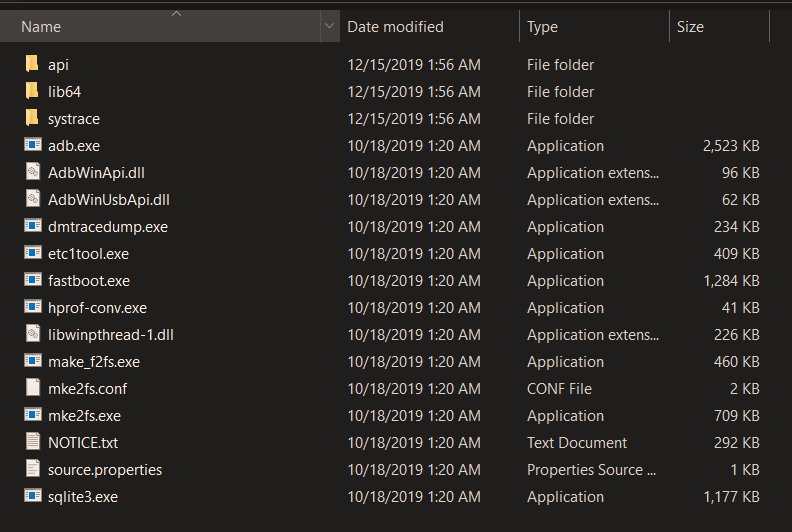 Name Date modified Type Size
api 12/15/2019 1:56 AM File folder
lib64 12/15/2019 1:56 AM File folder
systrace 12/15/2019 1:56 AM File folder
adb.exe 10/18/2019 1:20 AM Application 2,523 KB
AdbWinApi.dll 10/18/2019 1:20 AM Application extens... 96 KB
AdbWinUsbApi.dll 10/18/2019 1:20 AM Application extens... 62 KB
dmtracedump.exe 10/18/2019 1:20 AM Application 234 KB
etc1tool.exe 10/18/2019 1:20 AM Application 409 KB
fastboot.exe 10/18/2019 1:20 AM Application 1,284 KB
hprof-conv.exe 10/18/2019 1:20 AM Application 41 KB
libwinpthread-1.dll 10/18/2019 1:20 AM Application extens... 226 KB
make_f2fs.exe 10/18/2019 1:20 AM Application 460 KB
mke2fs.conf 10/18/2019 1:20 AM CONF File 2 KB
mke2fs.exe 10/18/2019 1:20 AM Application 709 KB
NOTICE.txt 10/18/2019 1:20 AM Text Document 292 KB
source.properties 10/18/2019 1:20 AM Properties Source ... 1 KB
sqlite3.exe 10/18/2019 1:20 AM Application 1,177 KB